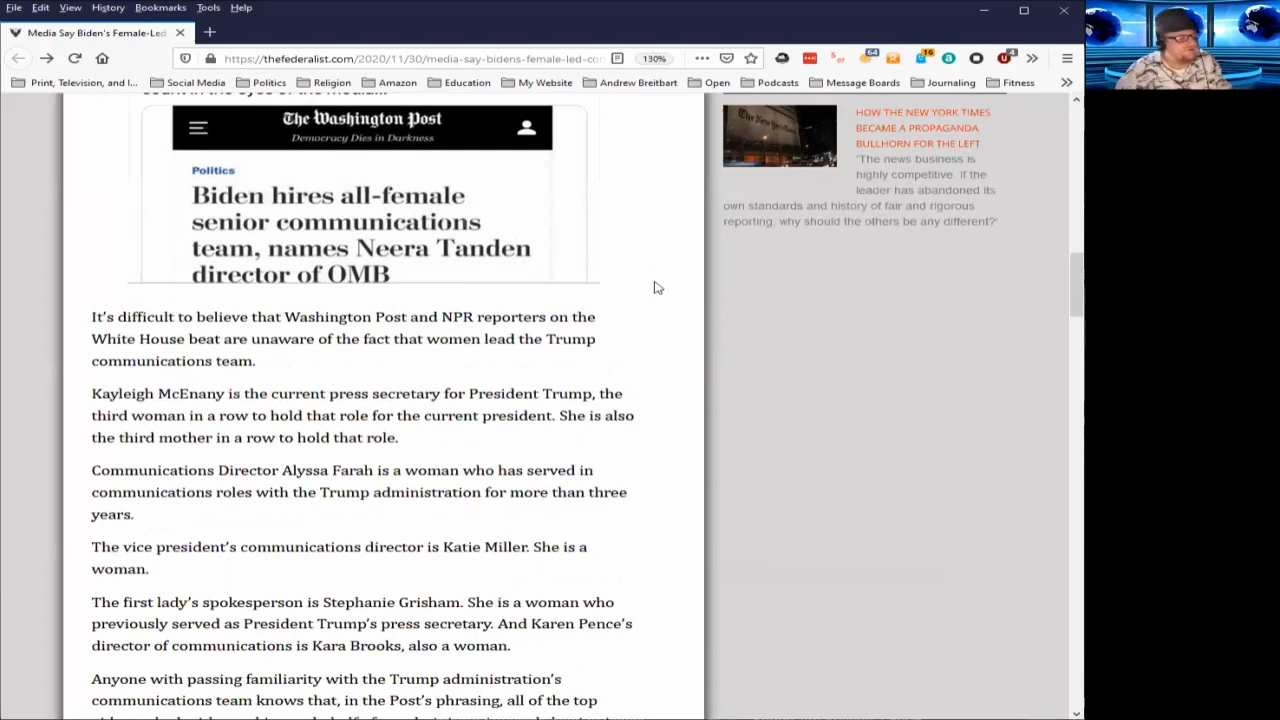 File Edit View History Bookmarks Tools Help
Media Say Biden's Female-Led
https://thefederalist.com/2020/11/30/media-say-bidens-female-led-co
130%
64
16
4
Print, Television, and I...
Social Media
Politics
Religion
Amazon
Education
My Website
Andrew Breitbart
Open
Podcasts
Message Boards
Journaling
Fitness
The Washington Post
Democracy Dies in Darkness
Politics
Biden hires all-female
senior communications
team, names Neera Tanden
director of OMB
It's difficult to believe that Washington Post and NPR reporters on the
White House beat are unaware of the fact that women lead the Trump
communications team.
Kayleigh McEnany is the current press secretary for President Trump, the
third woman in a row to hold that role for the current president. She is also
the third mother in a row to hold that role.
Communications Director Alyssa Farah is a woman who has served in
communications roles with the Trump administration for more than three
years.
The vice president's communications director is Katie Miller. She is a
woman.
The first lady's spokesperson is Stephanie Grisham. She is a woman who
previously served as President Trump's press secretary. And Karen Pence's
director of communications is Kara Brooks, also a woman.
Anyone with passing familiarity with the Trump administration's
communications team knows that, in the Post's phrasing, all of the top
HOW THE NEW YORK TIMES
BECAME A PROPAGANDA
BULLHORN FOR THE LEFT
'The news business is
highly competitive. If the
leader has abandoned its
own standards and history of fair and rigorous
reporting, why should the others be any different?'